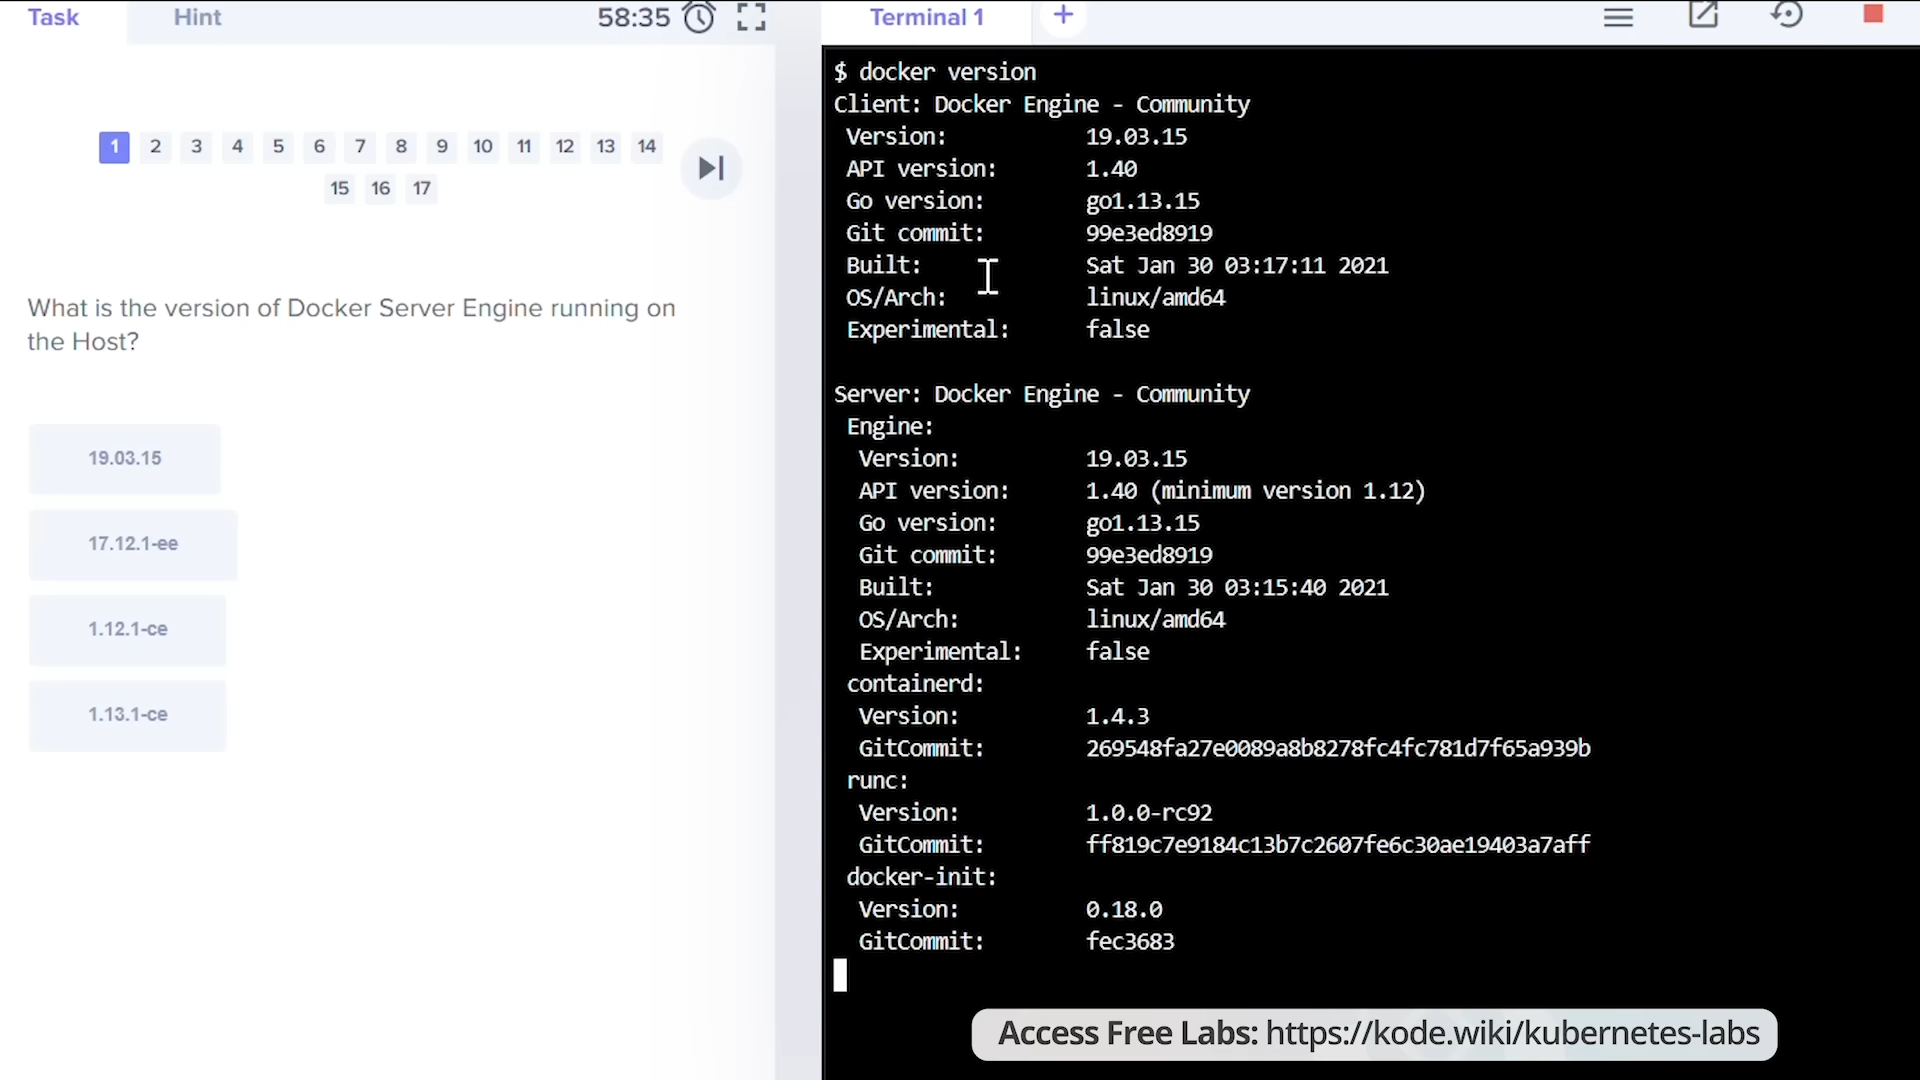 Task
Hint
58:35
1 2 3 4 5 6 7 8 9 10 11 12 13 14
15 16 17
What is the version of Docker Server Engine running on
the Host?
19.03.15
17.12.1-ee
1.12.1-ce
1.13.1-ce
Terminal 1
+
$ docker version
Client: Docker Engine - Community
Version: 19.03.15
API version: 1.40
Go version: go1.13.15
Git commit: 99e3ed8919
Built: Sat Jan 30 03:17:11 2021
OS/Arch: linux/amd64
Experimental: false
Server: Docker Engine - Community
Engine:
Version: 19.03.15
API version: 1.40 (minimum version 1.12)
Go version: go1.13.15
Git commit: 99e3ed8919
Built: Sat Jan 30 03:15:40 2021
OS/Arch: linux/amd64
Experimental: false
containerd:
Version: 1.4.3
GitCommit: 269548fa27e0089a8b8278fc4fc781d7f65a939b
runc:
Version: 1.0.0-rc92
GitCommit: ff819c7e9184c13b7c2607fe6c30ae19403a7aff
docker-init:
Version: 0.18.0
GitCommit: fec3683
Access Free Labs: https://kode.wiki/kubernetes-labs